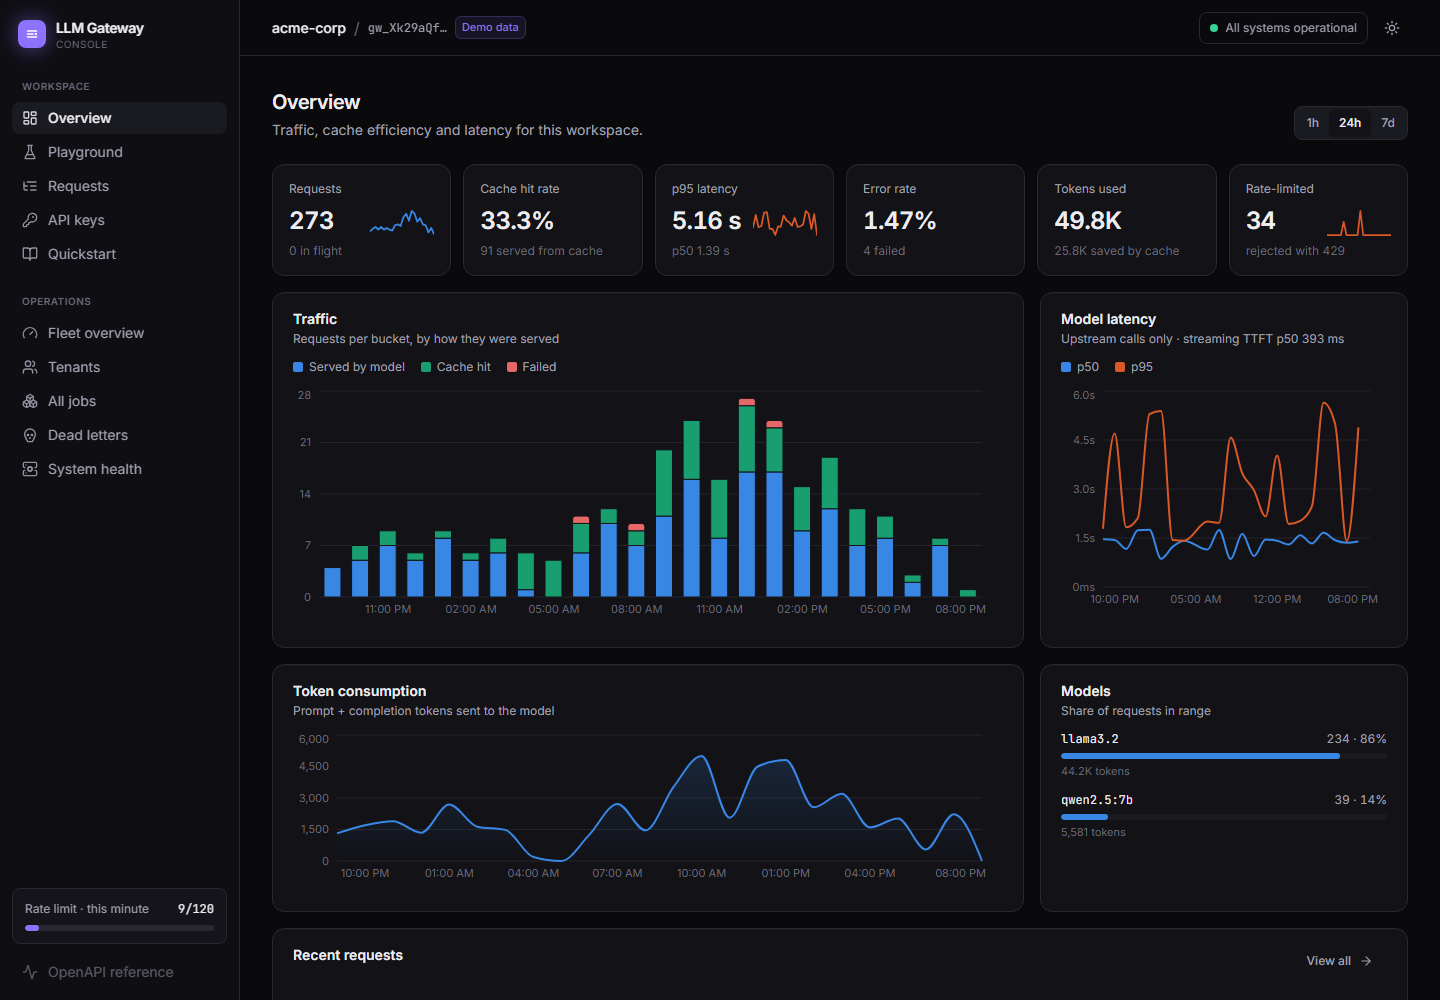 LLM Gateway
CONSOLE
WORKSPACE
Overview
Playground
Requests
API keys
Quickstart
OPERATIONS
Fleet overview
Tenants
All jobs
Dead letters
System health
Rate limit · this minute 9/120
OpenAPI reference
acme-corp / gw_Xk29aQf… Demo data
All systems operational
Overview
Traffic, cache efficiency and latency for this workspace.
1h 24h 7d
Requests
273
0 in flight
Cache hit rate
33.3%
91 served from cache
p95 latency
5.16 s
p50 1.39 s
Error rate
1.47%
4 failed
Tokens used
49.8K
25.8K saved by cache
Rate-limited
34
rejected with 429
Traffic
Requests per bucket, by how they were served
Served by model Cache hit Failed
28
21
14
7
0
11:00 PM 02:00 AM 05:00 AM 08:00 AM 11:00 AM 02:00 PM 05:00 PM 08:00 PM
Model latency
Upstream calls only · streaming TTFT p50 393 ms
p50 p95
6.0s
4.5s
3.0s
1.5s
0ms
10:00 PM 05:00 AM 12:00 PM 08:00 PM
Token consumption
Prompt + completion tokens sent to the model
6,000
4,500
3,000
1,500
0
10:00 PM 01:00 AM 04:00 AM 07:00 AM 10:00 AM 01:00 PM 04:00 PM 08:00 PM
Models
Share of requests in range
llama3.2 234 · 86%
44.2K tokens
qwen2.5:7b 39 · 14%
5,581 tokens
Recent requests
View all